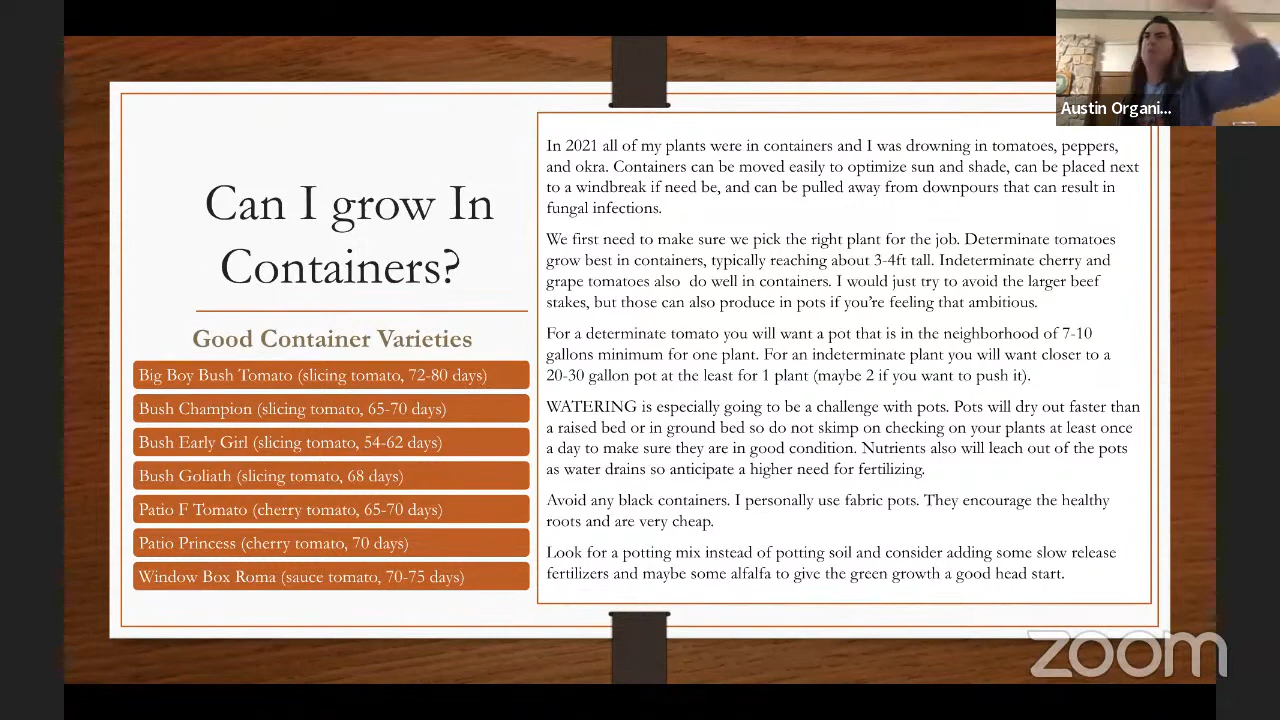 Austin Organi...
Can I grow In
Containers?
Good Container Varieties
Big Boy Bush Tomato (slicing tomato, 72-80 days)
Bush Champion (slicing tomato, 65-70 days)
Bush Early Girl (slicing tomato, 54-62 days)
Bush Goliath (slicing tomato, 68 days)
Patio F Tomato (cherry tomato, 65-70 days)
Patio Princess (cherry tomato, 70 days)
Window Box Roma (sauce tomato, 70-75 days)
In 2021 all of my plants were in containers and I was drowning in tomatoes, peppers,
and okra. Containers can be moved easily to optimize sun and shade, can be placed next
to a windbreak if need be, and can be pulled away from downpours that can result in
fungal infections.
We first need to make sure we pick the right plant for the job. Determinate tomatoes
grow best in containers, typically reaching about 3-4ft tall. Indeterminate cherry and
grape tomatoes also do well in containers. I would just try to avoid the larger beef
stakes, but those can also produce in pots if you're feeling that ambitious.
For a determinate tomato you will want a pot that is in the neighborhood of 7-10
gallons minimum for one plant. For an indeterminate plant you will want closer to a
20-30 gallon pot at the least for 1 plant (maybe 2 if you want to push it).
WATERING is especially going to be a challenge with pots. Pots will dry out faster than
a raised bed or in ground bed so do not skimp on checking on your plants at least once
a day to make sure they are in good condition. Nutrients also will leach out of the pots
as water drains so anticipate a higher need for fertilizing.
Avoid any black containers. I personally use fabric pots. They encourage the healthy
roots and are very cheap.
Look for a potting mix instead of potting soil and consider adding some slow release
fertilizers and maybe some alfalfa to give the green growth a good head start.
zoom